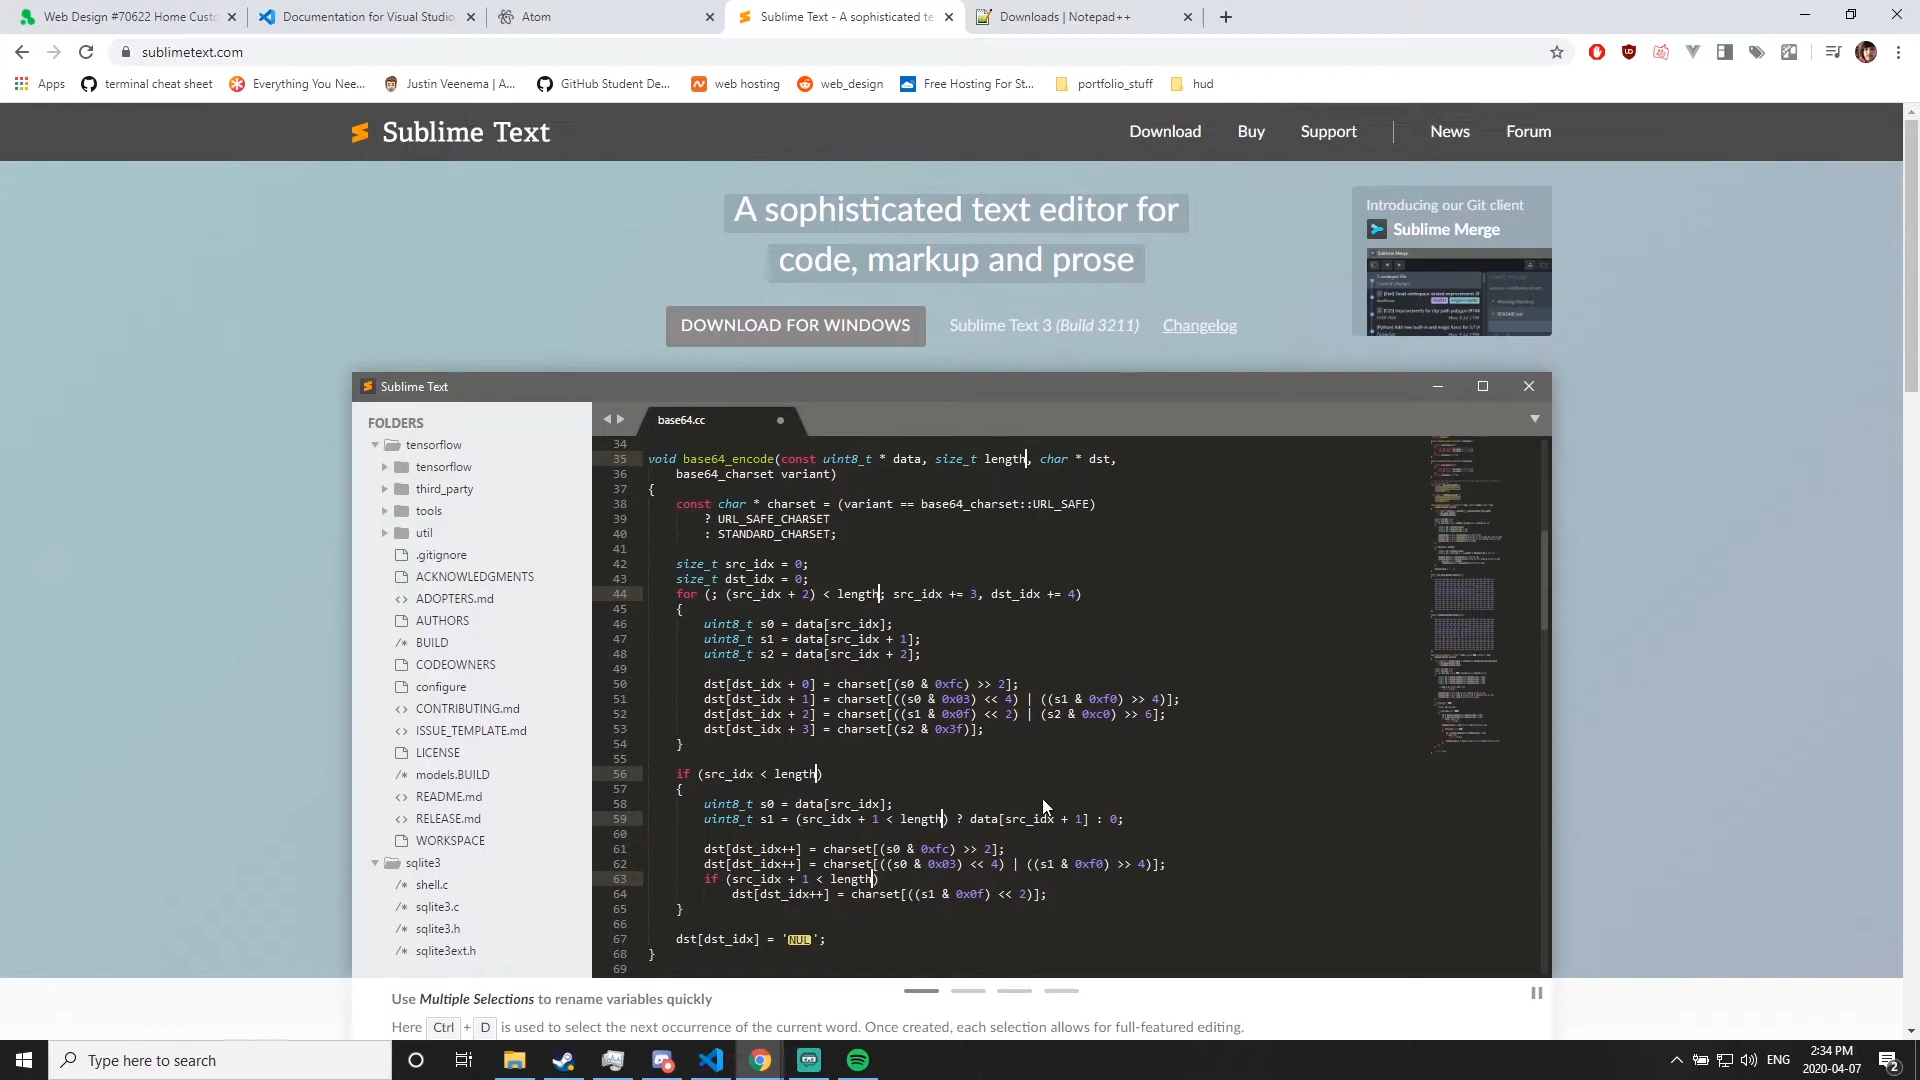 Web Design #70622 Home Custo
Documentation for Visual Studio
Atom
Sublime Text - A sophisticated te
Downloads | Notepad++
sublimetext.com
Apps
terminal cheat sheet
Everything You Nee...
Justin Veenema | A...
GitHub Student De...
web hosting
web_design
Free Hosting For St...
portfolio_stuff
hud
Sublime Text
Download
Buy
Support
News
Forum
A sophisticated text editor for
code, markup and prose
Introducing our Git client
Sublime Merge
DOWNLOAD FOR WINDOWS
Sublime Text 3 (Build 3211)
Changelog
Sublime Text
FOLDERS
tensorflow
tensorflow
third_party
tools
util
.gitignore
ACKNOWLEDGMENTS
<> ADOPTERS.md
AUTHORS
/* BUILD
CODEOWNERS
configure
<> CONTRIBUTING.md
<> ISSUE_TEMPLATE.md
LICENSE
/* models.BUILD
<> README.md
<> RELEASE.md
WORKSPACE
sqlite3
/* shell.c
/* sqlite3.c
/* sqlite3.h
/* sqlite3ext.h
base64.cc
34
35 void base64_encode(const uint8_t * data, size_t length, char * dst,
36 base64_charset variant)
37 {
38 const char * charset = (variant == base64_charset::URL_SAFE)
39 ? URL_SAFE_CHARSET
40 : STANDARD_CHARSET;
41
42 size_t src_idx = 0;
43 size_t dst_idx = 0;
44 for (; (src_idx + 2) < length; src_idx += 3, dst_idx += 4)
45 {
46 uint8_t s0 = data[src_idx];
47 uint8_t s1 = data[src_idx + 1];
48 uint8_t s2 = data[src_idx + 2];
49
50 dst[dst_idx + 0] = charset[(s0 & 0xfc) >> 2];
51 dst[dst_idx + 1] = charset[((s0 & 0x03) << 4) | ((s1 & 0xf0) >> 4)];
52 dst[dst_idx + 2] = charset[((s1 & 0x0f) << 2) | (s2 & 0xc0) >> 6];
53 dst[dst_idx + 3] = charset[(s2 & 0x3f)];
54 }
55
56 if (src_idx < length)
57 {
58 uint8_t s0 = data[src_idx];
59 uint8_t s1 = (src_idx + 1 < length) ? data[src_idx + 1] : 0;
60
61 dst[dst_idx++] = charset[(s0 & 0xfc) >> 2];
62 dst[dst_idx++] = charset[((s0 & 0x03) << 4) | ((s1 & 0xf0) >> 4)];
63 if (src_idx + 1 < length)
64 dst[dst_idx++] = charset[((s1 & 0x0f) << 2)];
65 }
66
67 dst[dst_idx] = 'NUL';
68 }
69
Use Multiple Selections to rename variables quickly
Here Ctrl + D is used to select the next occurrence of the current word. Once created, each selection allows for full-featured editing.
Type here to search
ENG
2:34 PM
2020-04-07
2